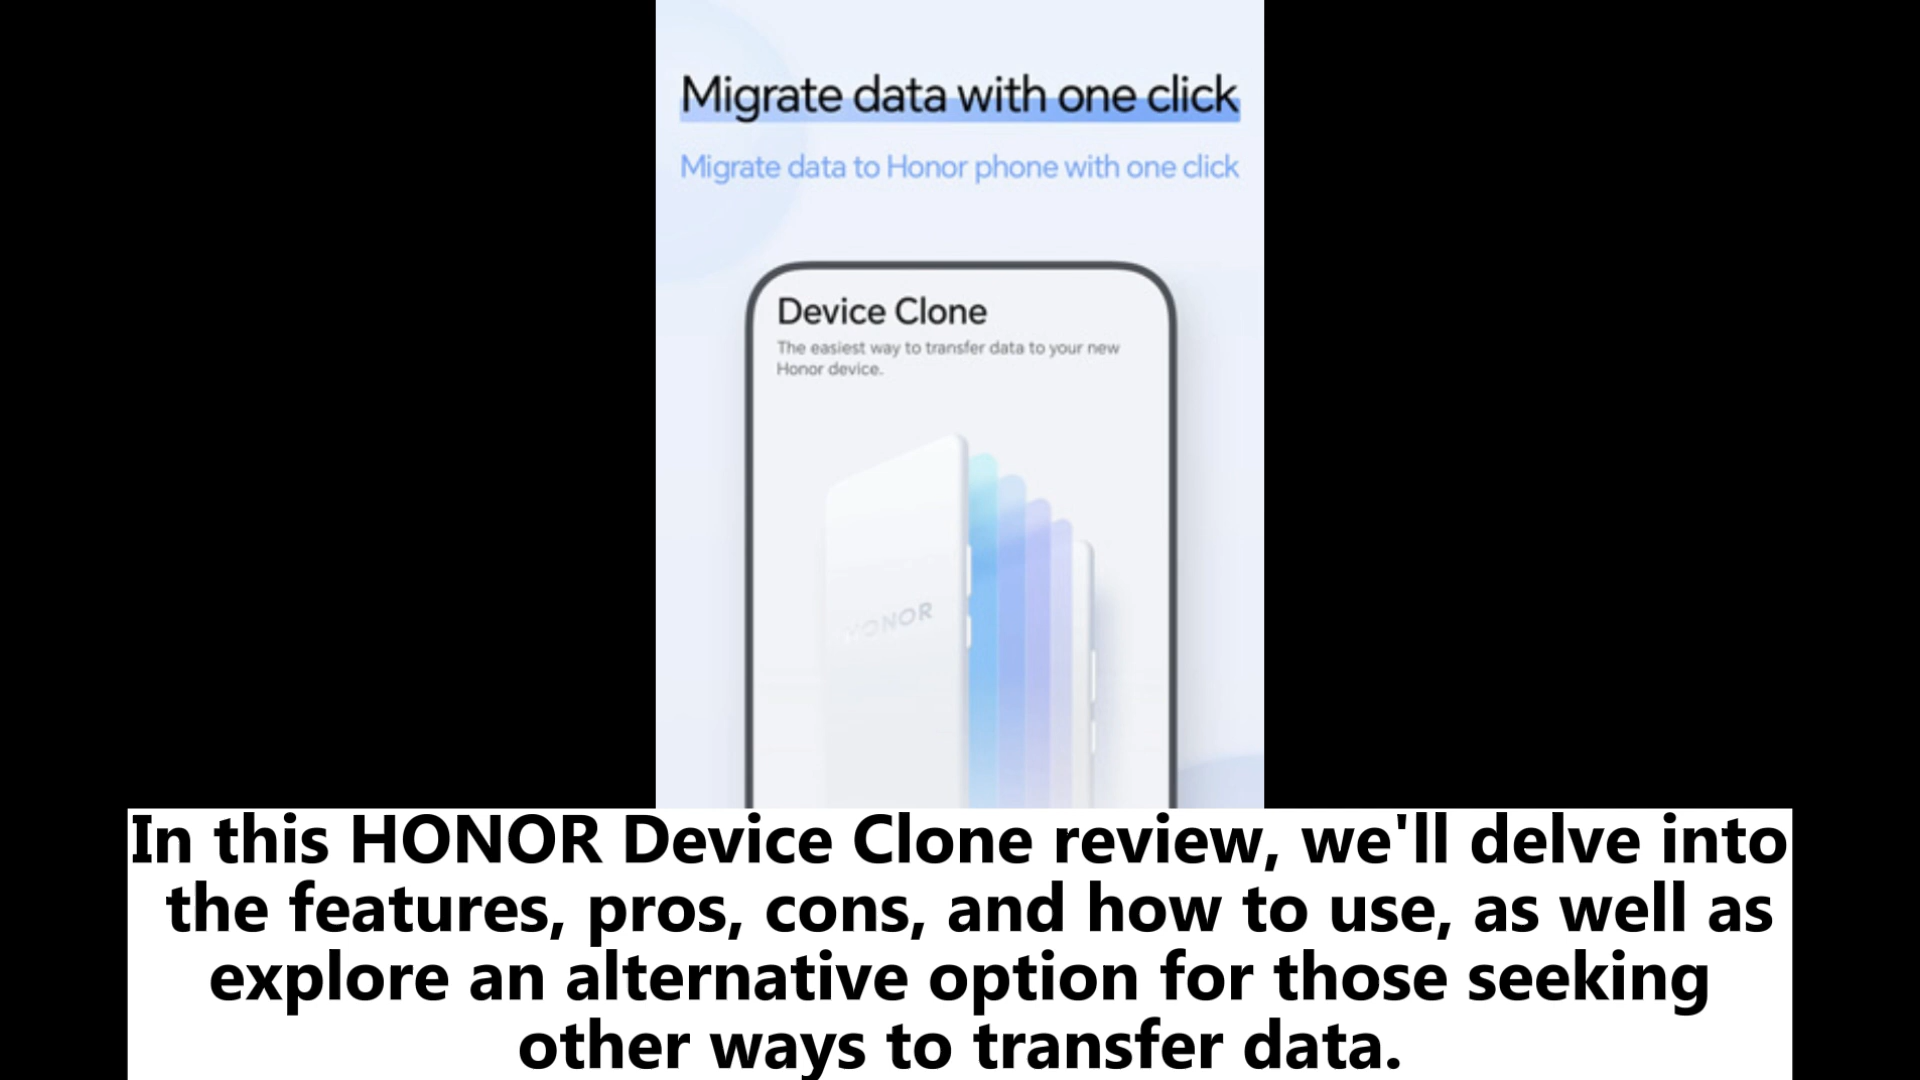 Migrate data with one click
Migrate data to Honor phone with one click
Device Clone
The easiest way to transfer data to your new
Honor device.
HONOR
In this HONOR Device Clone review, we'll delve into
the features, pros, cons, and how to use, as well as
explore an alternative option for those seeking
other ways to transfer data.